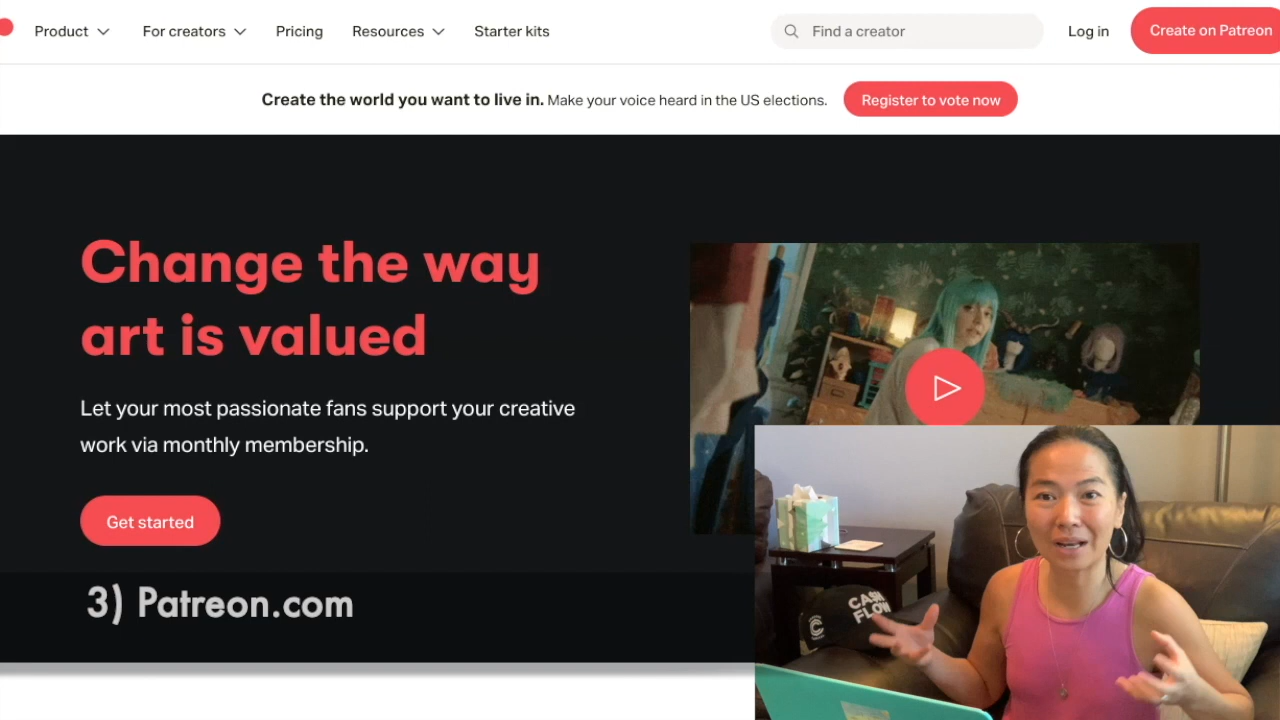 Product For creators Pricing Resources Starter kits Find a creator Log in Create on Patreon
Create the world you want to live in. Make your voice heard in the US elections. Register to vote now
Change the way
art is valued
Let your most passionate fans support your creative
work via monthly membership.
Get started
3) Patreon.com
CASH
FLOW